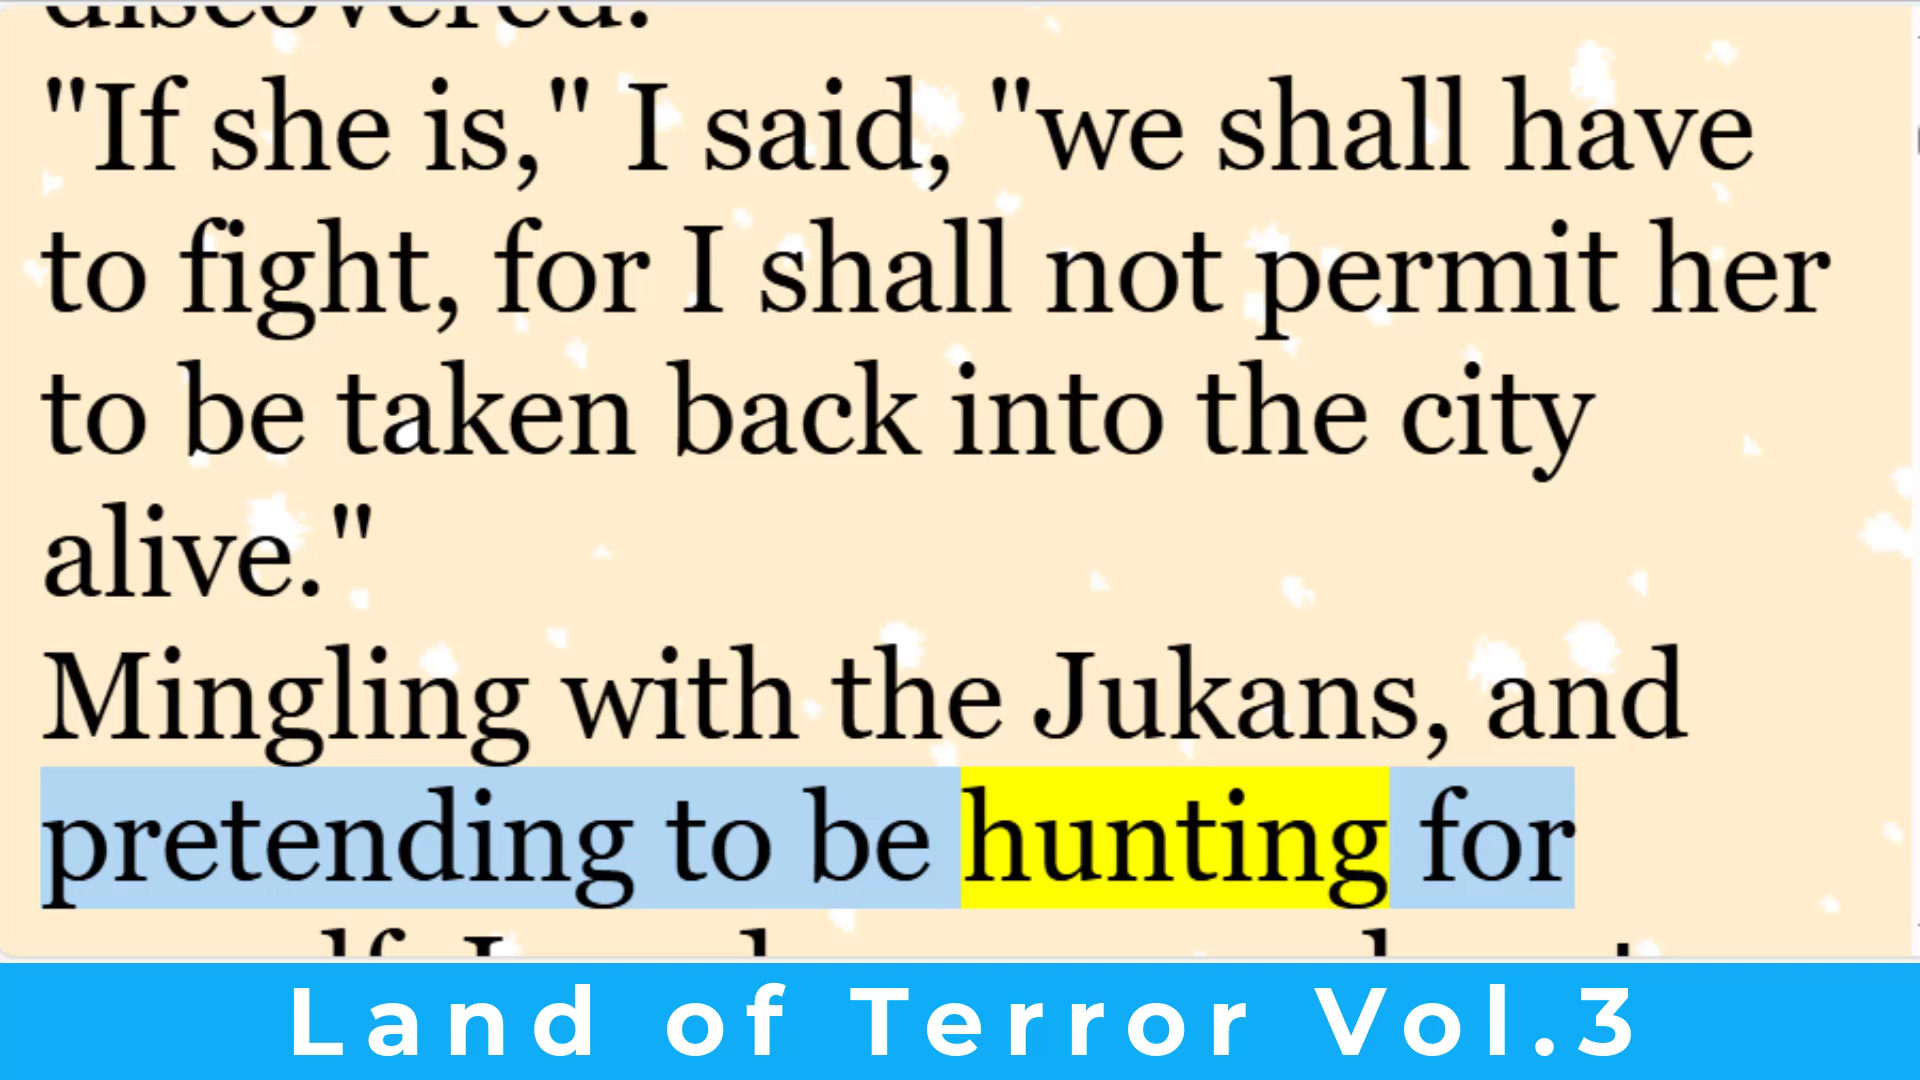 discovered.
"If she is," I said, "we shall have
to fight, for I shall not permit her
to be taken back into the city
alive."
Mingling with the Jukans, and
pretending to be hunting for
Land of Terror Vol.3